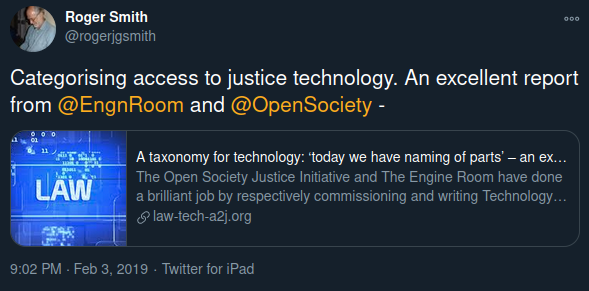 Roger Smith
@rogerjgsmith
Categorising access to justice technology. An excellent report
from @EngnRoom and @OpenSociety -
LAW
A taxonomy for technology: ‘today we have naming of parts’ – an ex...
The Open Society Justice Initiative and The Engine Room have done
a brilliant job by respectively commissioning and writing Technology...
law-tech-a2j.org
9:02 PM · Feb 3, 2019 · Twitter for iPad